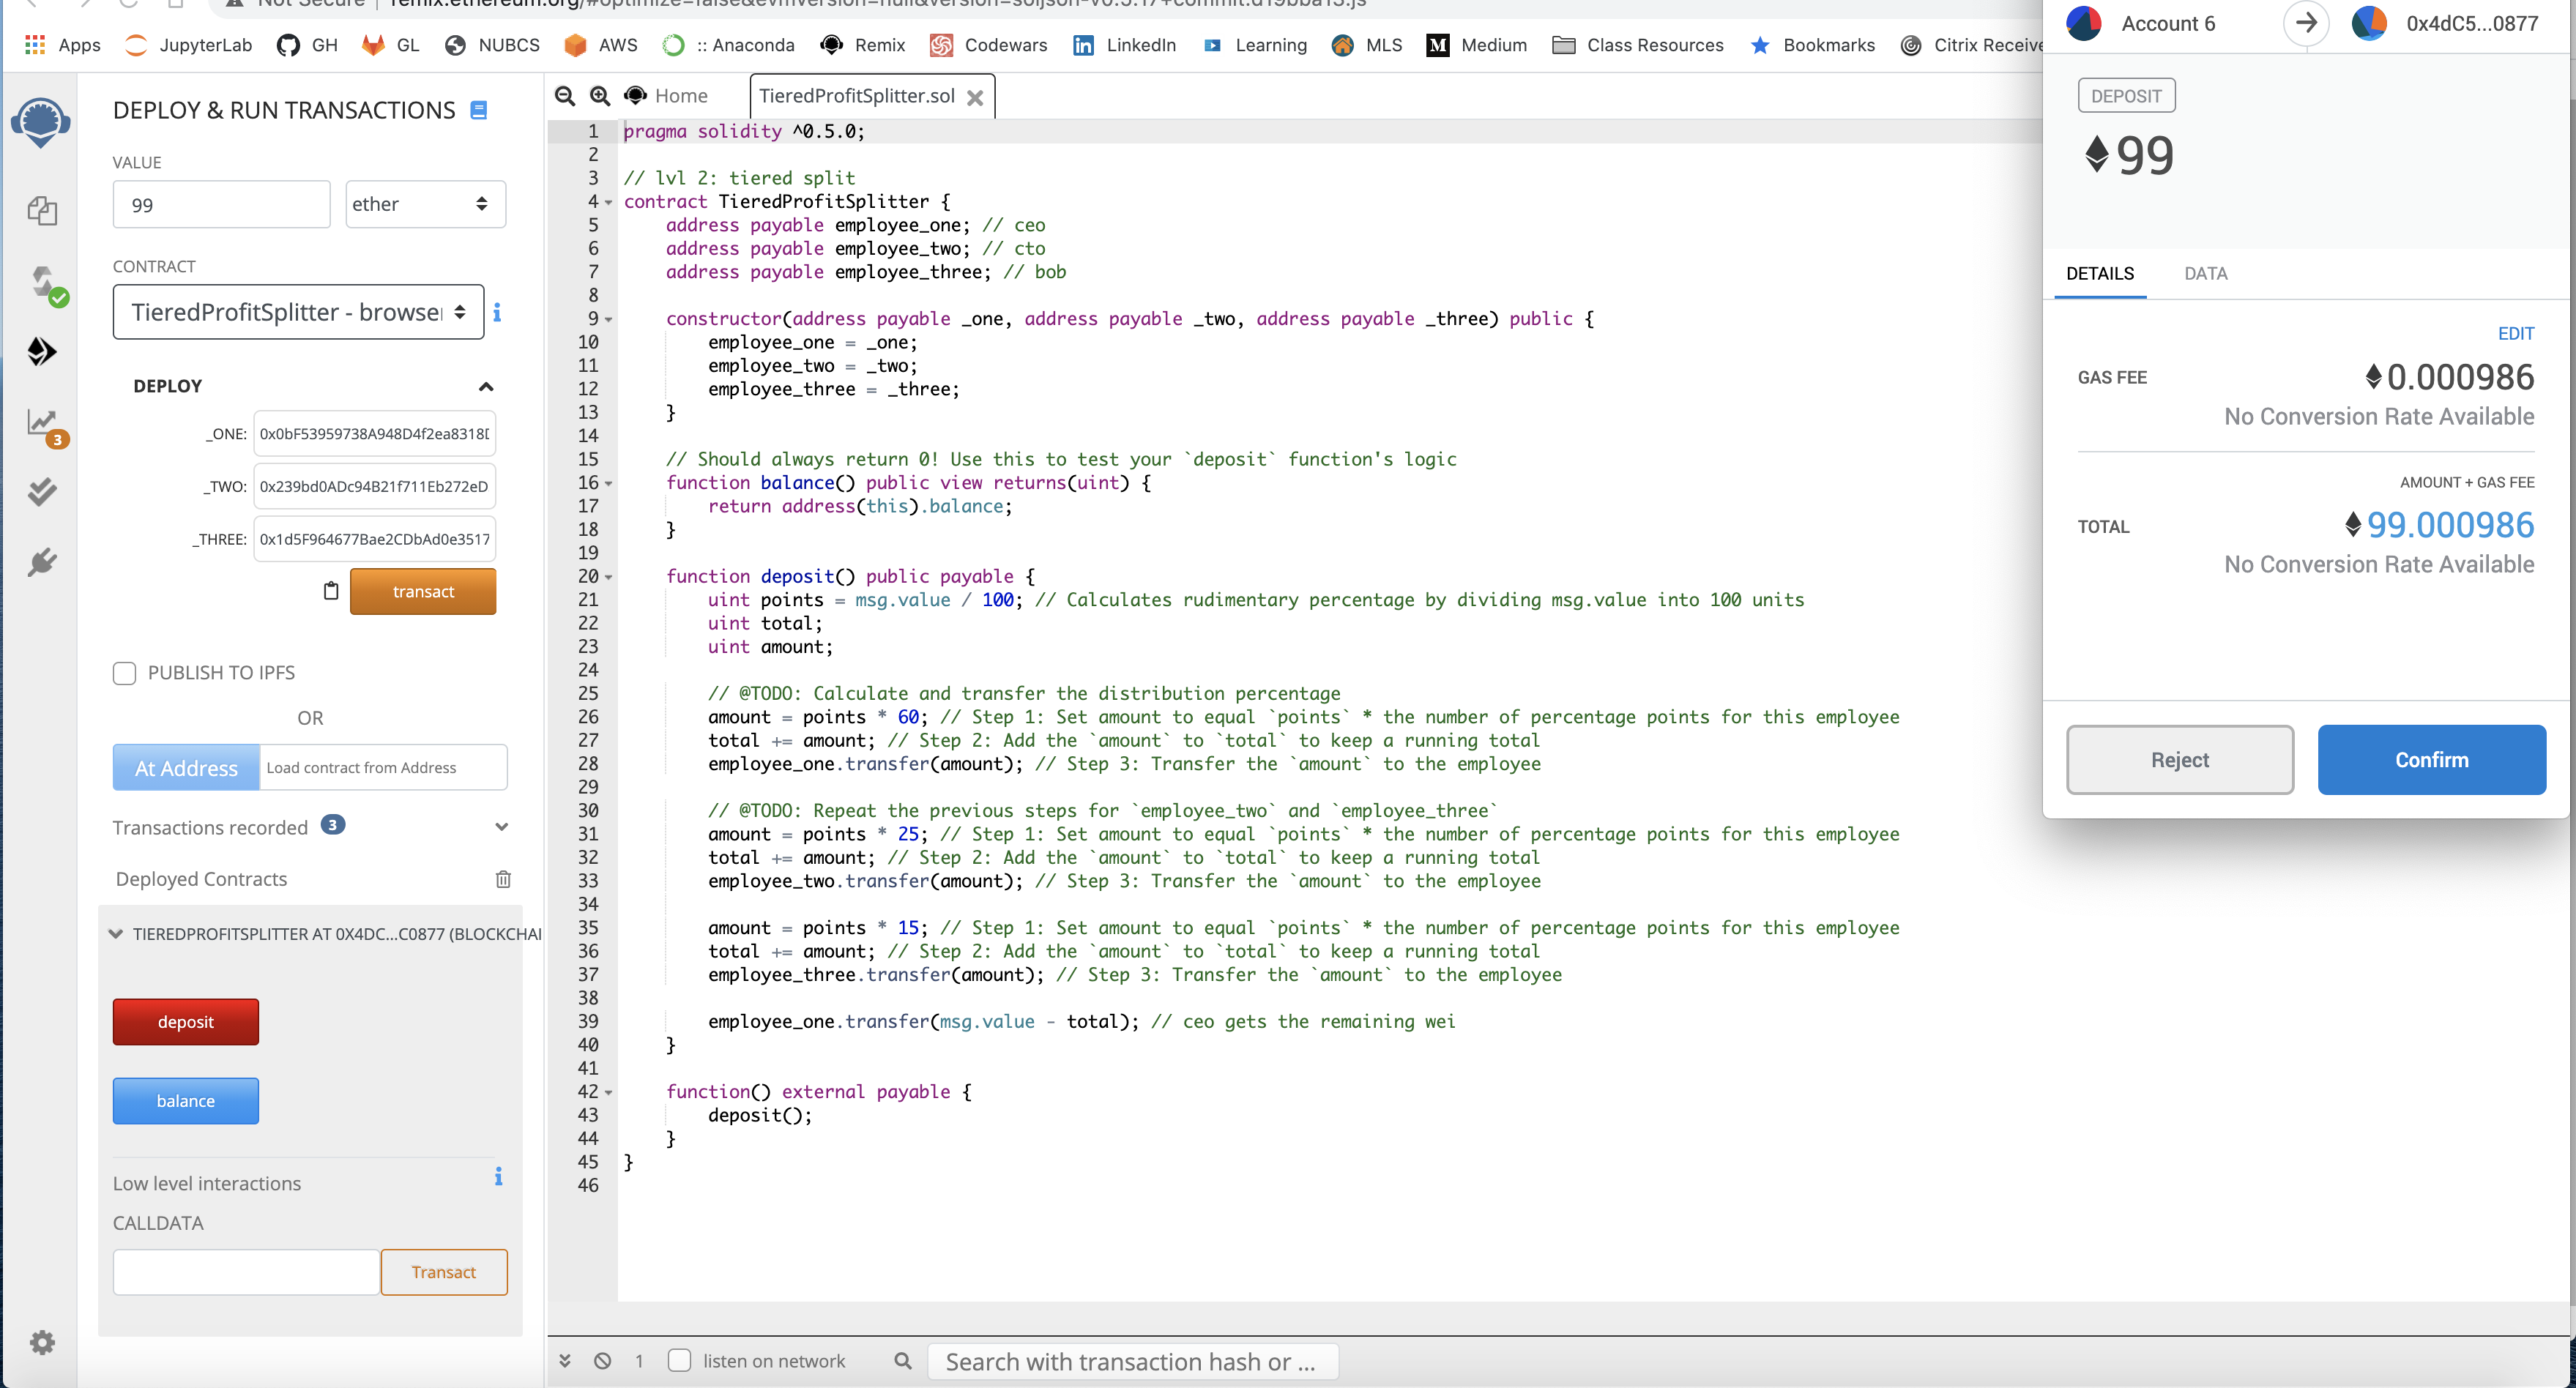 Not Secure | remix.ethereum.org/#optimize=false&evmVersion=null&version=soljson-v0.5.17+commit.d19bba13.js
Apps JupyterLab GH GL NUBCS AWS :: Anaconda Remix Codewars LinkedIn Learning MLS Medium Class Resources Bookmarks Citrix Receive
DEPLOY & RUN TRANSACTIONS
VALUE
99 ether
CONTRACT
TieredProfitSplitter - browse
DEPLOY
_ONE: 0x0bF53959738A948D4f2ea8318
_TWO: 0x239bd0ADc94B21f711Eb272eD
_THREE: 0x1d5F964677Bae2CDbAd0e3517
transact
PUBLISH TO IPFS
OR
At Address Load contract from Address
Transactions recorded 3
Deployed Contracts
TIEREDPROFITSPLITTER AT 0X4DC...C0877 (BLOCKCHAI
deposit
balance
Low level interactions
CALLDATA
Transact
3
Home TieredProfitSplitter.sol
1 pragma solidity ^0.5.0;
2
3 // lvl 2: tiered split
4 contract TieredProfitSplitter {
5 address payable employee_one; // ceo
6 address payable employee_two; // cto
7 address payable employee_three; // bob
8
9 constructor(address payable _one, address payable _two, address payable _three) public {
10 employee_one = _one;
11 employee_two = _two;
12 employee_three = _three;
13 }
14
15 // Should always return 0! Use this to test your `deposit` function's logic
16 function balance() public view returns(uint) {
17 return address(this).balance;
18 }
19
20 function deposit() public payable {
21 uint points = msg.value / 100; // Calculates rudimentary percentage by dividing msg.value into 100 units
22 uint total;
23 uint amount;
24
25 // @TODO: Calculate and transfer the distribution percentage
26 amount = points * 60; // Step 1: Set amount to equal `points` * the number of percentage points for this employee
27 total += amount; // Step 2: Add the `amount` to `total` to keep a running total
28 employee_one.transfer(amount); // Step 3: Transfer the `amount` to the employee
29
30 // @TODO: Repeat the previous steps for `employee_two` and `employee_three`
31 amount = points * 25; // Step 1: Set amount to equal `points` * the number of percentage points for this employee
32 total += amount; // Step 2: Add the `amount` to `total` to keep a running total
33 employee_two.transfer(amount); // Step 3: Transfer the `amount` to the employee
34
35 amount = points * 15; // Step 1: Set amount to equal `points` * the number of percentage points for this employee
36 total += amount; // Step 2: Add the `amount` to `total` to keep a running total
37 employee_three.transfer(amount); // Step 3: Transfer the `amount` to the employee
38
39 employee_one.transfer(msg.value - total); // ceo gets the remaining wei
40 }
41
42 function() external payable {
43 deposit();
44 }
45 }
46
1 listen on network Search with transaction hash or ...
Account 6 0x4dC5...0877
DEPOSIT
99
DETAILS DATA
EDIT
GAS FEE 0.000986
No Conversion Rate Available
AMOUNT + GAS FEE
TOTAL 99.000986
No Conversion Rate Available
Reject Confirm